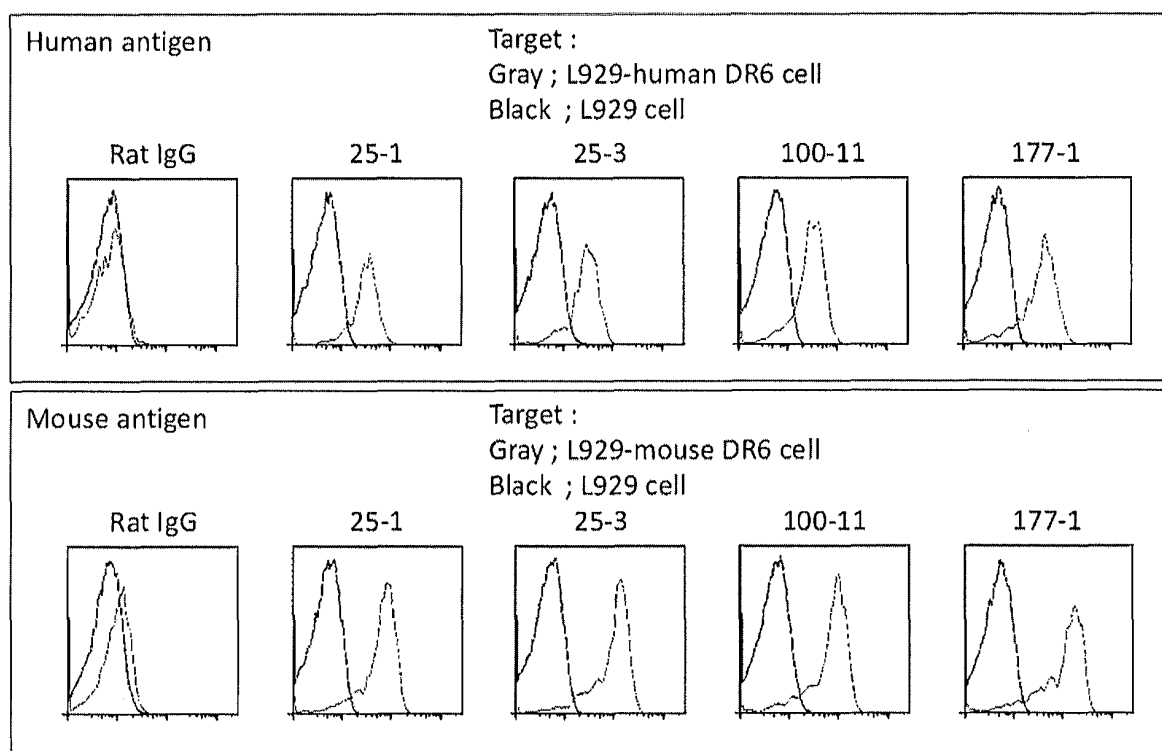 Human antigen
Target :
Gray ; L929-human DR6 cell
Black ; L929 cell
Rat IgG 25-1 25-3 100-11 177-1
Mouse antigen
Target :
Gray ; L929-mouse DR6 cell
Black ; L929 cell
Rat IgG 25-1 25-3 100-11 177-1